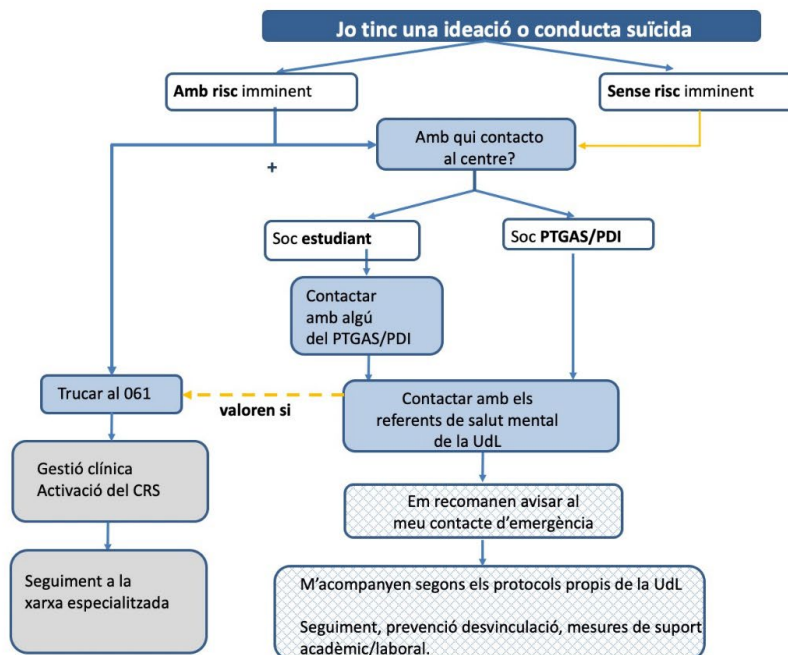 Jo tinc una ideació o conducta suïcida
Amb risc imminent
Sense risc imminent
Amb qui contacto
al centre?
+
Soc estudiant
Soc PTGAS/PDI
Contactar
amb algú
del PTGAS/PDI
Trucar al 061
valoren si
Contactar amb els
referents de salut mental
de la UdL
Gestió clínica
Activació del CRS
Em recomanen avisar al
meu contacte d’emergència
Seguiment a la
xarxa especialitzada
M’acompanyen segons els protocols propis de la UdL
Seguiment, prevenció desvinculació, mesures de suport
acadèmic/laboral.